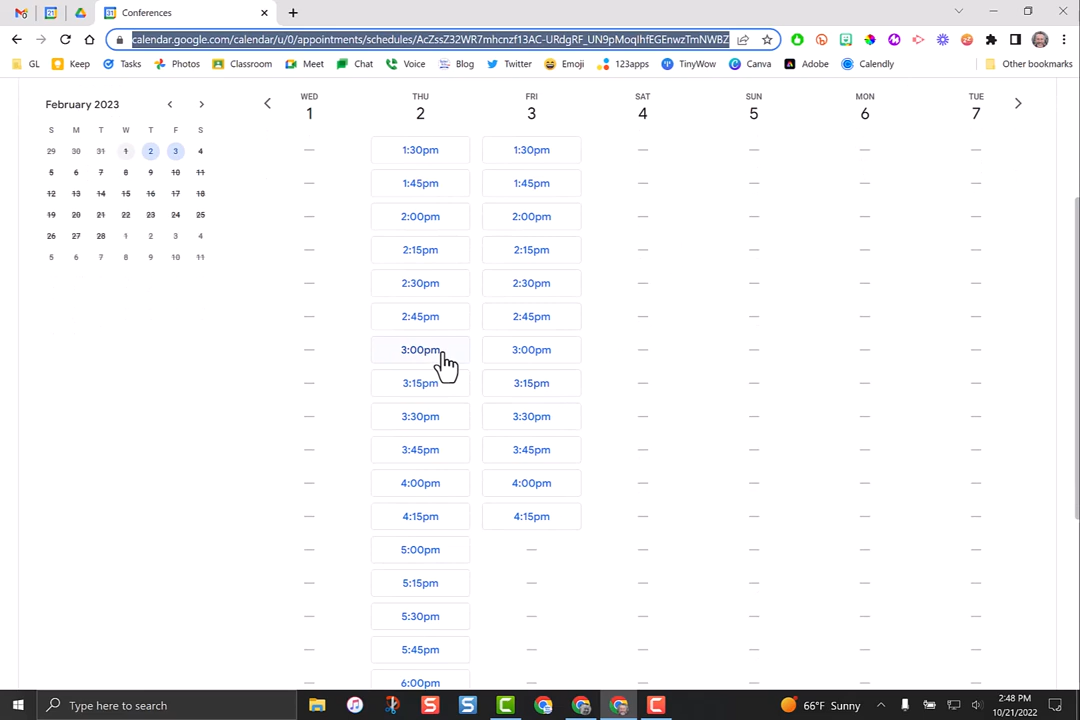 Conferences
calendar.google.com/calendar/u/0/appointments/schedules/AcZssZ32WR7mhcnzf13AC-URdgRF_UN9pMoqIhfEGEnwzTmNWBZ
GL Keep Tasks Photos Classroom Meet Chat Voice Blog Twitter Emoji 123apps TinyWow Canva Adobe Calendly Other bookmarks
February 2023
S M T W T F S
29 30 31 1 2 3 4
5 6 7 8 9 10 11
12 13 14 15 16 17 18
19 20 21 22 23 24 25
26 27 28 1 2 3 4
5 6 7 8 9 10 11
WED THU FRI SAT SUN MON TUE
1 2 3 4 5 6 7
— 1:30pm 1:30pm — — — —
— 1:45pm 1:45pm — — — —
— 2:00pm 2:00pm — — — —
— 2:15pm 2:15pm — — — —
— 2:30pm 2:30pm — — — —
— 2:45pm 2:45pm — — — —
— 3:00pm 3:00pm — — — —
— 3:15pm 3:15pm — — — —
— 3:30pm 3:30pm — — — —
— 3:45pm 3:45pm — — — —
— 4:00pm 4:00pm — — — —
— 4:15pm 4:15pm — — — —
— 5:00pm — — — — —
— 5:15pm — — — — —
— 5:30pm — — — — —
— 5:45pm — — — — —
6:00pm
Type here to search
66°F Sunny
2:48 PM
10/21/2022